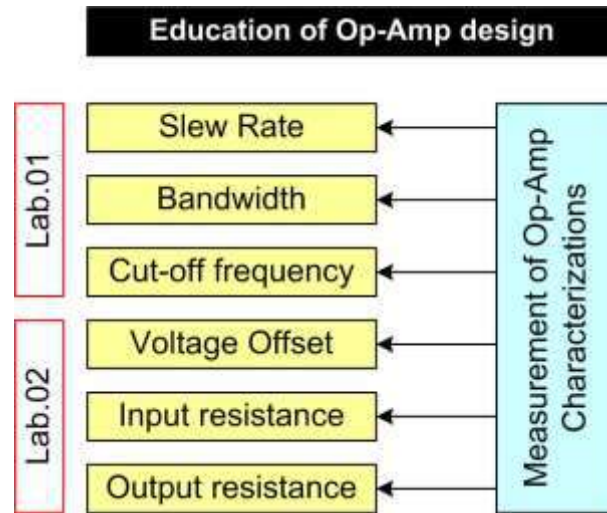 Education of Op-Amp design
Lab.01
Slew Rate
Bandwidth
Cut-off frequency
Lab.02
Voltage Offset
Input resistance
Output resistance
Measurement of Op-Amp
Characterizations